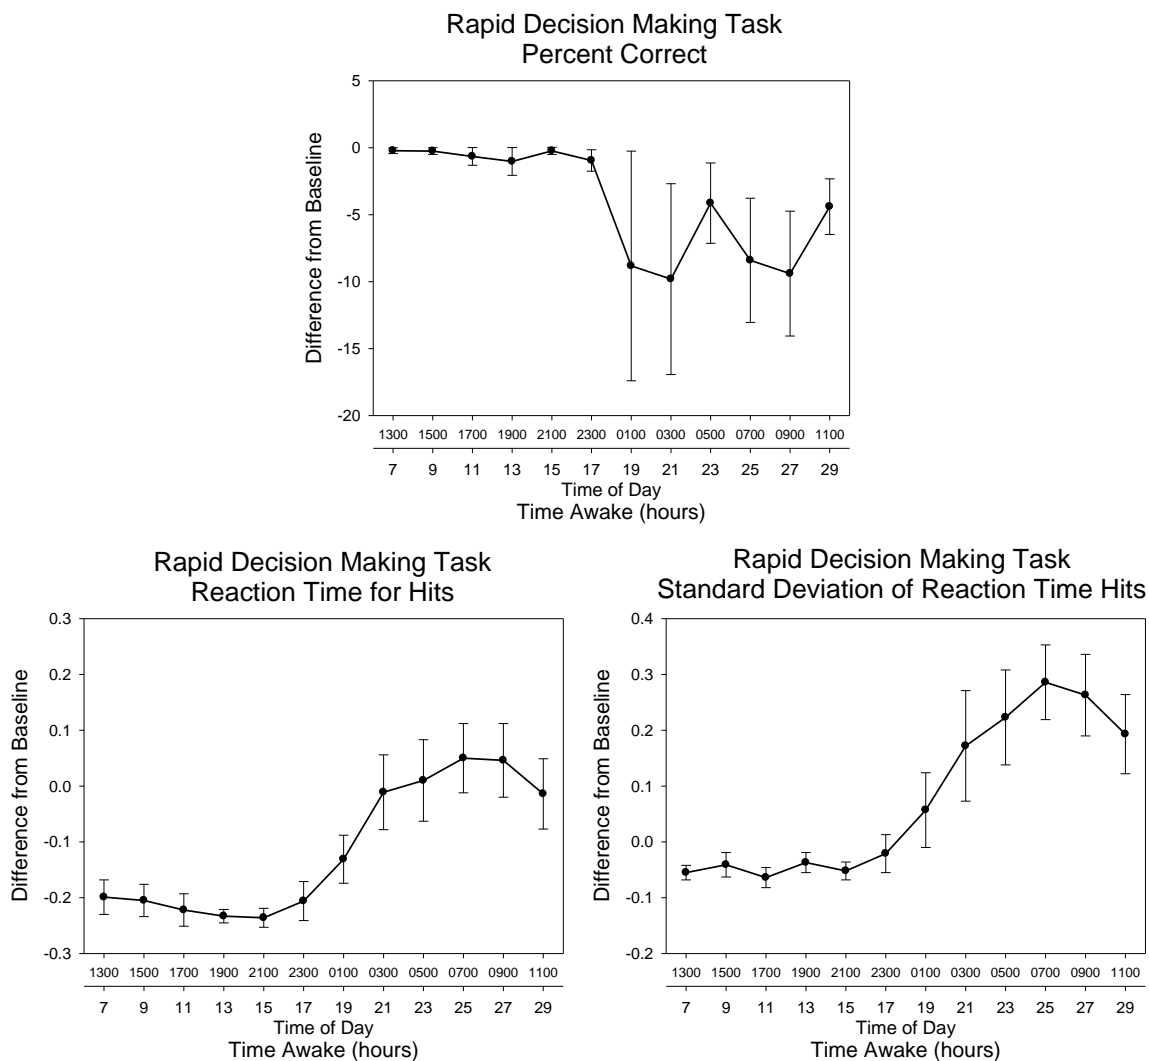 Rapid Decision Making Task
Percent Correct
Difference from Baseline
5
0
-5
-10
-15
-20
1300 1500 1700 1900 2100 2300 0100 0300 0500 0700 0900 1100
7 9 11 13 15 17 19 21 23 25 27 29
Time of Day
Time Awake (hours)
Rapid Decision Making Task
Reaction Time for Hits
Difference from Baseline
0.3
0.2
0.1
0.0
-0.1
-0.2
-0.3
1300 1500 1700 1900 2100 2300 0100 0300 0500 0700 0900 1100
7 9 11 13 15 17 19 21 23 25 27 29
Time of Day
Time Awake (hours)
Rapid Decision Making Task
Standard Deviation of Reaction Time Hits
Difference from Baseline
0.4
0.3
0.2
0.1
0.0
-0.1
-0.2
1300 1500 1700 1900 2100 2300 0100 0300 0500 0700 0900 1100
7 9 11 13 15 17 19 21 23 25 27 29
Time of Day
Time Awake (hours)